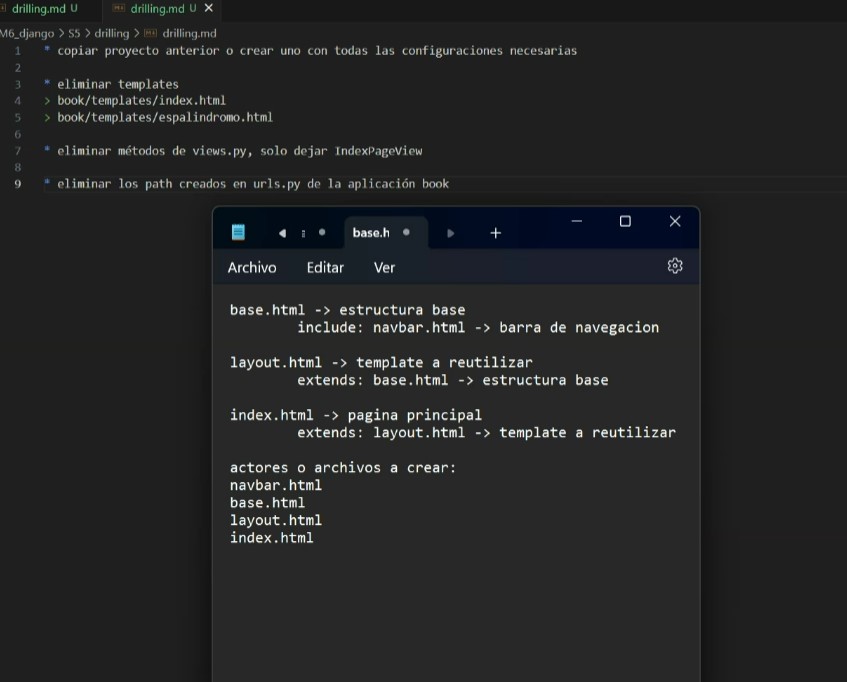 drilling.md U
drilling.md U
M6_django > S5 > drilling > drilling.md
1 * copiar proyecto anterior o crear uno con todas las configuraciones necesarias
2
3 * eliminar templates
4 > book/templates/index.html
5 > book/templates/espalindromo.html
6
7 * eliminar métodos de views.py, solo dejar IndexPageView
8
9 * eliminar los path creados en urls.py de la aplicación book
base.h
Archivo Editar Ver
base.html -> estructura base
include: navbar.html -> barra de navegacion
layout.html -> template a reutilizar
extends: base.html -> estructura base
index.html -> pagina principal
extends: layout.html -> template a reutilizar
actores o archivos a crear:
navbar.html
base.html
layout.html
index.html